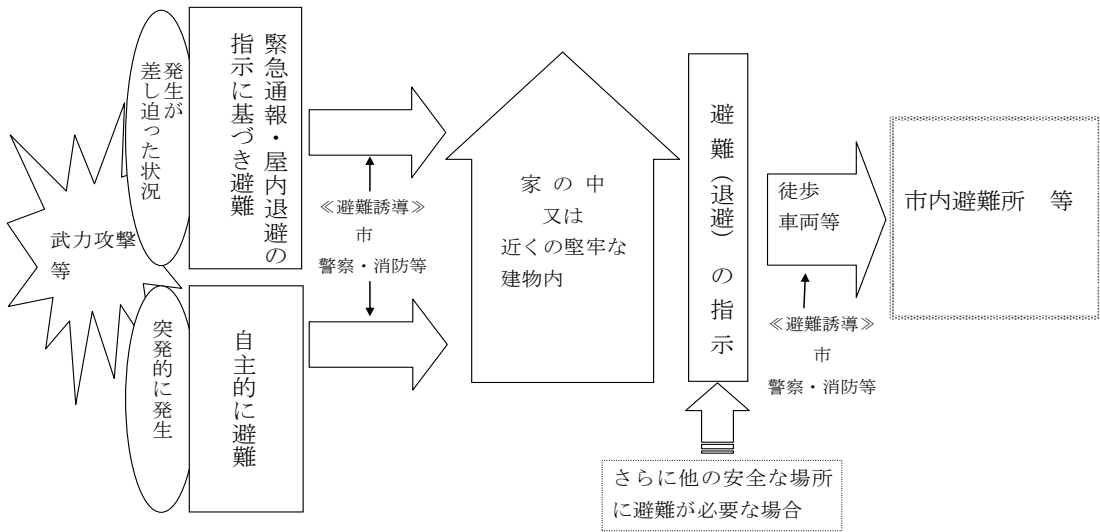 武力攻撃
等
発生が
差し迫った状況
緊急通報・屋内退避の
指示に基づき避難
突発的に発生
自主的に避難
≪避難誘導≫
市
警察・消防等
家の中
又は
近くの堅牢な
建物内
避難(退避)の指示
さらに他の安全な場所
に避難が必要な場合
徒歩
車両等
≪避難誘導≫
市
警察・消防等
市内避難所 等